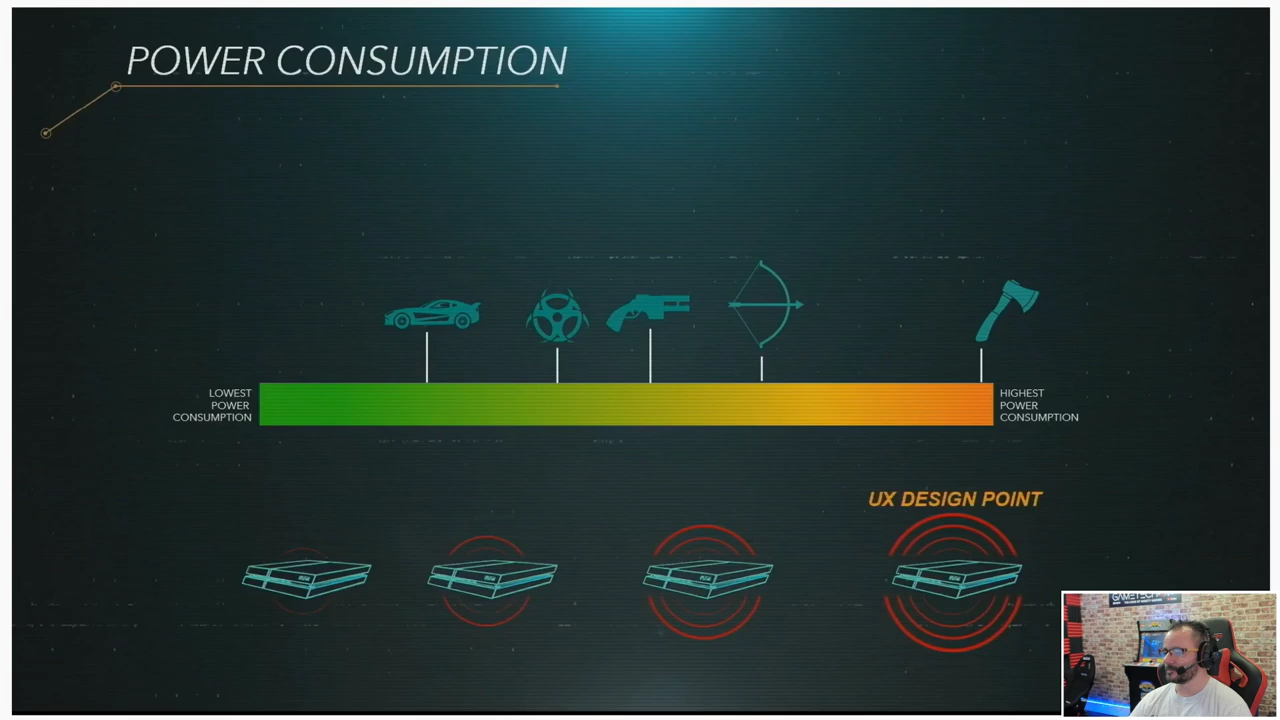 POWER CONSUMPTION
LOWEST
POWER
CONSUMPTION
HIGHEST
POWER
CONSUMPTION
UX DESIGN POINT